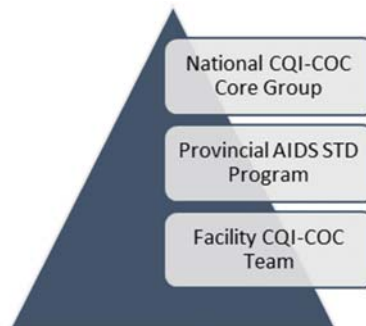 National CQI-COC
Core Group
Provincial AIDS STD
Program
Facility CQI-COC
Team